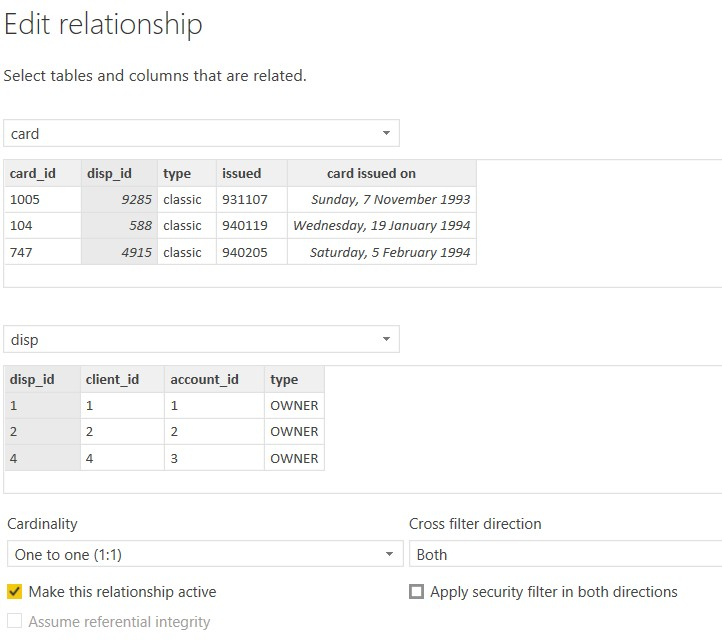 Edit relationship
Select tables and columns that are related.
card
card_id disp_id type issued card issued on
1005 9285 classic 931107 Sunday, 7 November 1993
104 588 classic 940119 Wednesday, 19 January 1994
747 4915 classic 940205 Saturday, 5 February 1994
disp
disp_id client_id account_id type
1 1 1 OWNER
2 2 2 OWNER
4 4 3 OWNER
Cardinality Cross filter direction
One to one (1:1) Both
Make this relationship active Apply security filter in both directions
Assume referential integrity